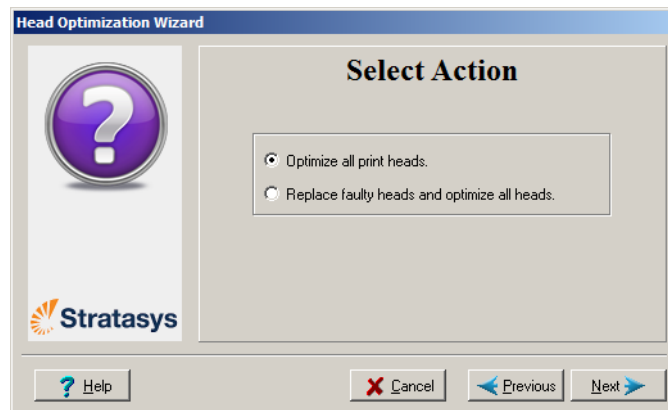 Head Optimization Wizard
Select Action
Optimize all print heads.
Replace faulty heads and optimize all heads.
Stratasys
Help
Cancel
Previous
Next